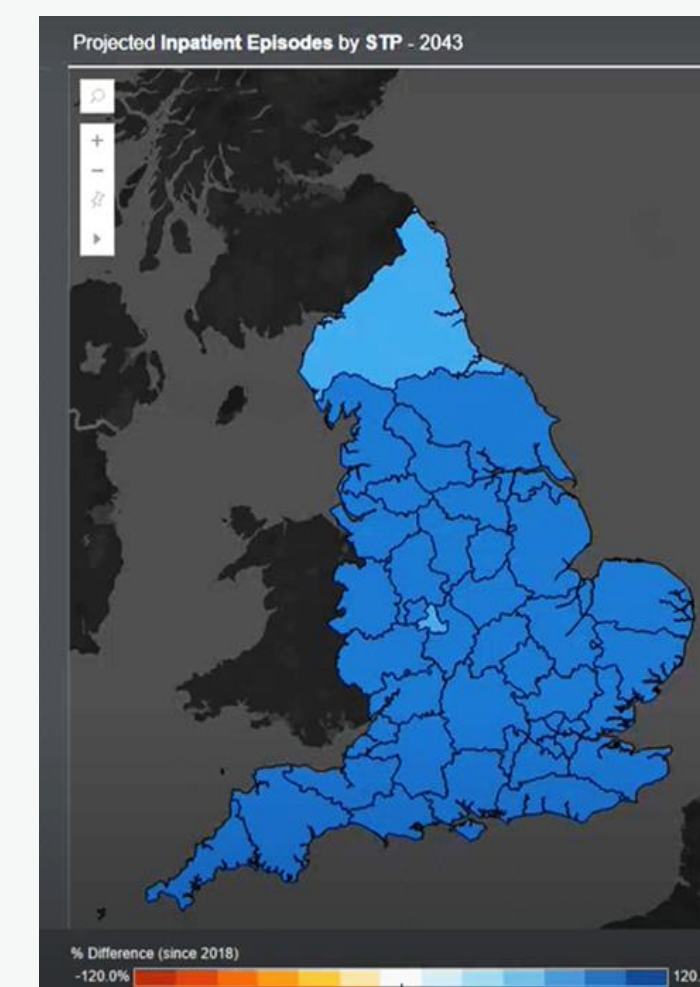 Projected Inpatient Episodes by STP - 2043
% Difference (since 2018)
-120.0%
120.